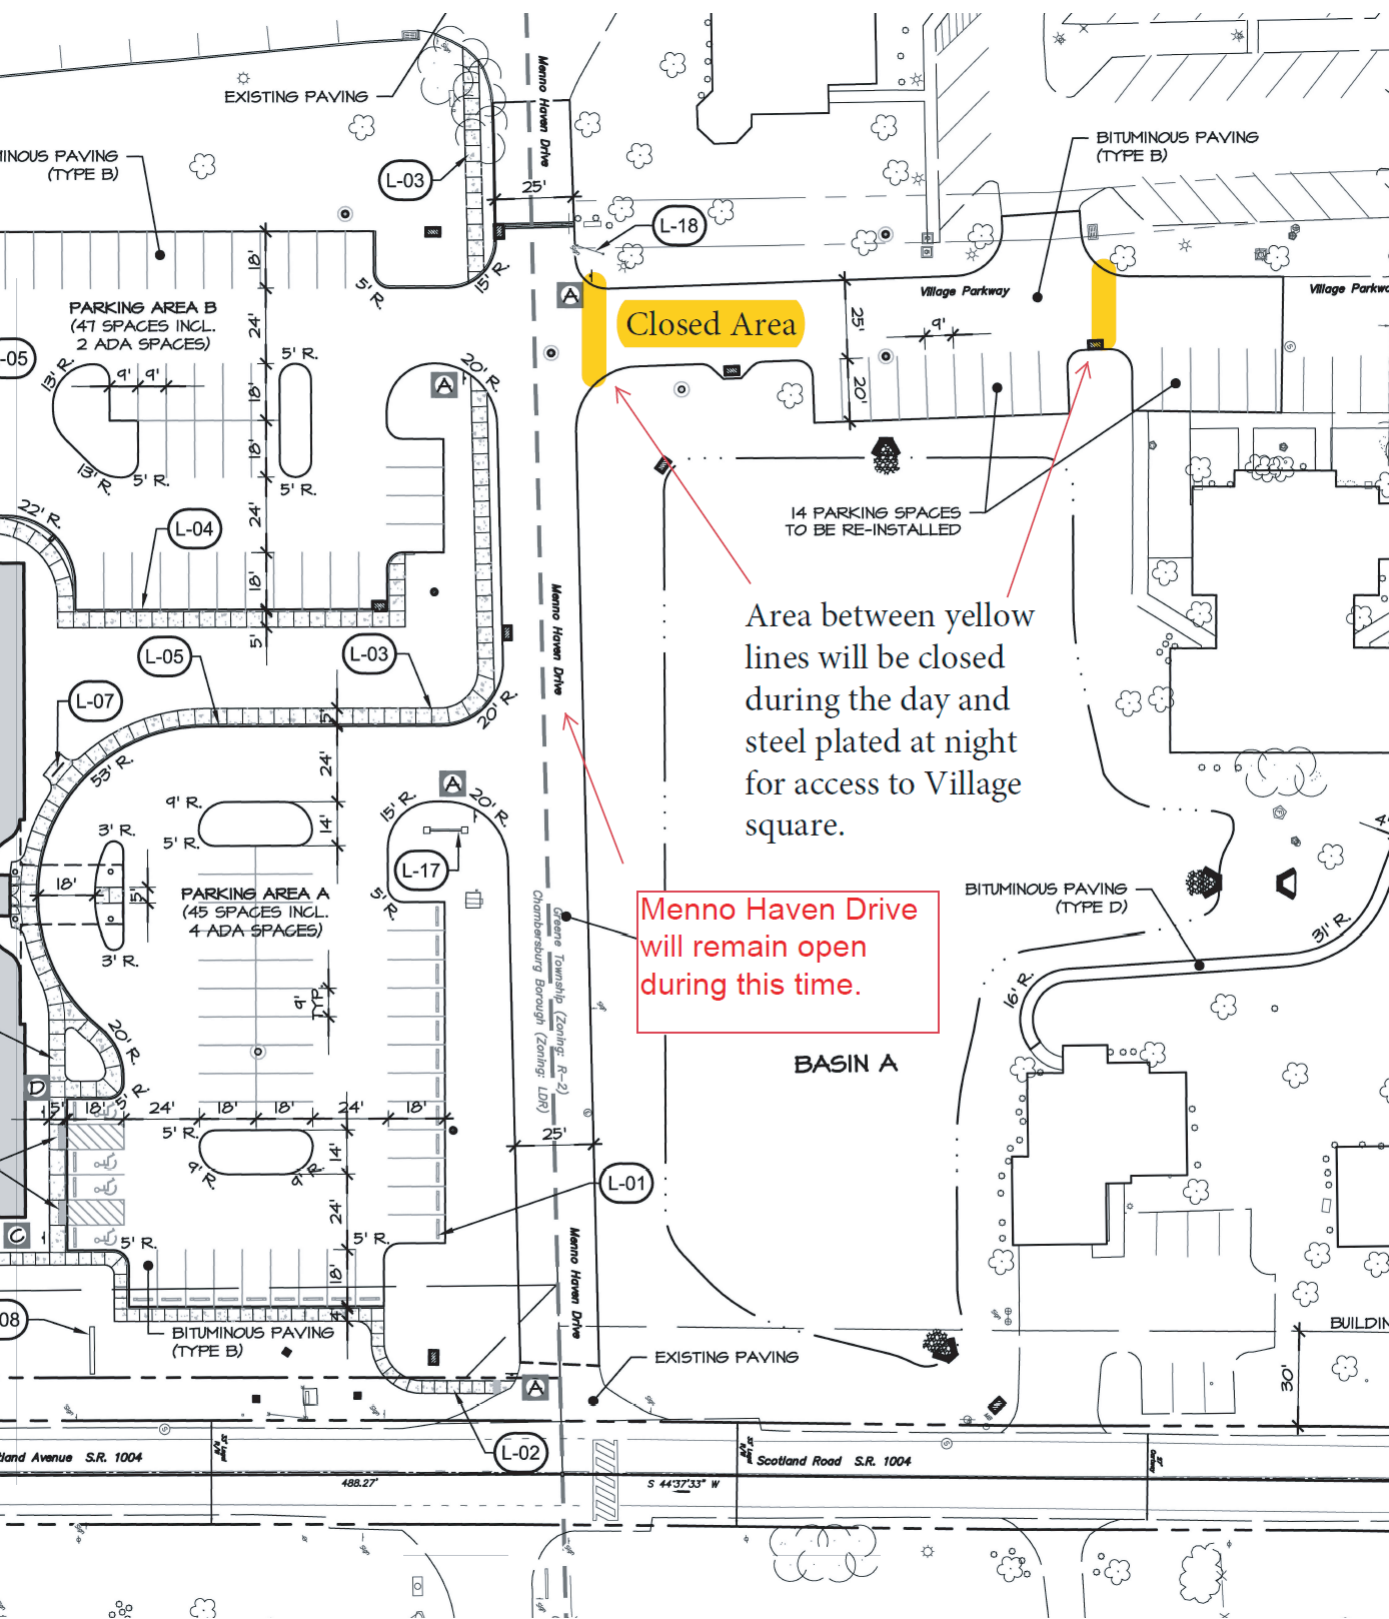 Menno Haven Drive
EXISTING PAVING
BITUMINOUS PAVING
(TYPE B)
INOUS PAVING
(TYPE B)
L-03
25'
L-18
18'
5' R.
15' R.
A
Village Parkway
Village Parkwa
PARKING AREA B
(47 SPACES INCL.
2 ADA SPACES)
24'
Closed Area
25'
9'
-05
5' R.
13' R.
9' 9'
A
20' R.
18'
20'
18'
13' R.
5' R.
5' R.
22' R.
L-04
24'
14 PARKING SPACES
TO BE RE-INSTALLED
18'
5'
Menno Haven Drive
Area between yellow
lines will be closed
during the day and
steel plated at night
for access to Village
square.
L-05
L-03
L-07
5'
20' R.
53' R.
24'
A
9' R.
15' R.
20' R.
5' R.
14'
3' R.
L-17
18'
5'
PARKING AREA A
(45 SPACES INCL.
4 ADA SPACES)
5' R.
3' R.
BITUMINOUS PAVING
(TYPE D)
Menno Haven Drive
will remain open
during this time.
Greene Township (Zoning: R-2)
Chambersburg Borough (Zoning: LDR)
31' R.
16' R.
9'
TYP.
20' R.
BASIN A
D
5' R.
5' 18' 24' 18' 18' 24' 18'
5' R.
14'
25'
9' R.
9' R.
L-01
24'
C
5' R.
5' R.
18'
Menno Haven Drive
4'
08
BITUMINOUS PAVING
(TYPE B)
BUILDIN
EXISTING PAVING
30'
A
L-02
tland Avenue S.R. 1004
Scotland Road S.R. 1004
488.27'
S 44°37'33" W